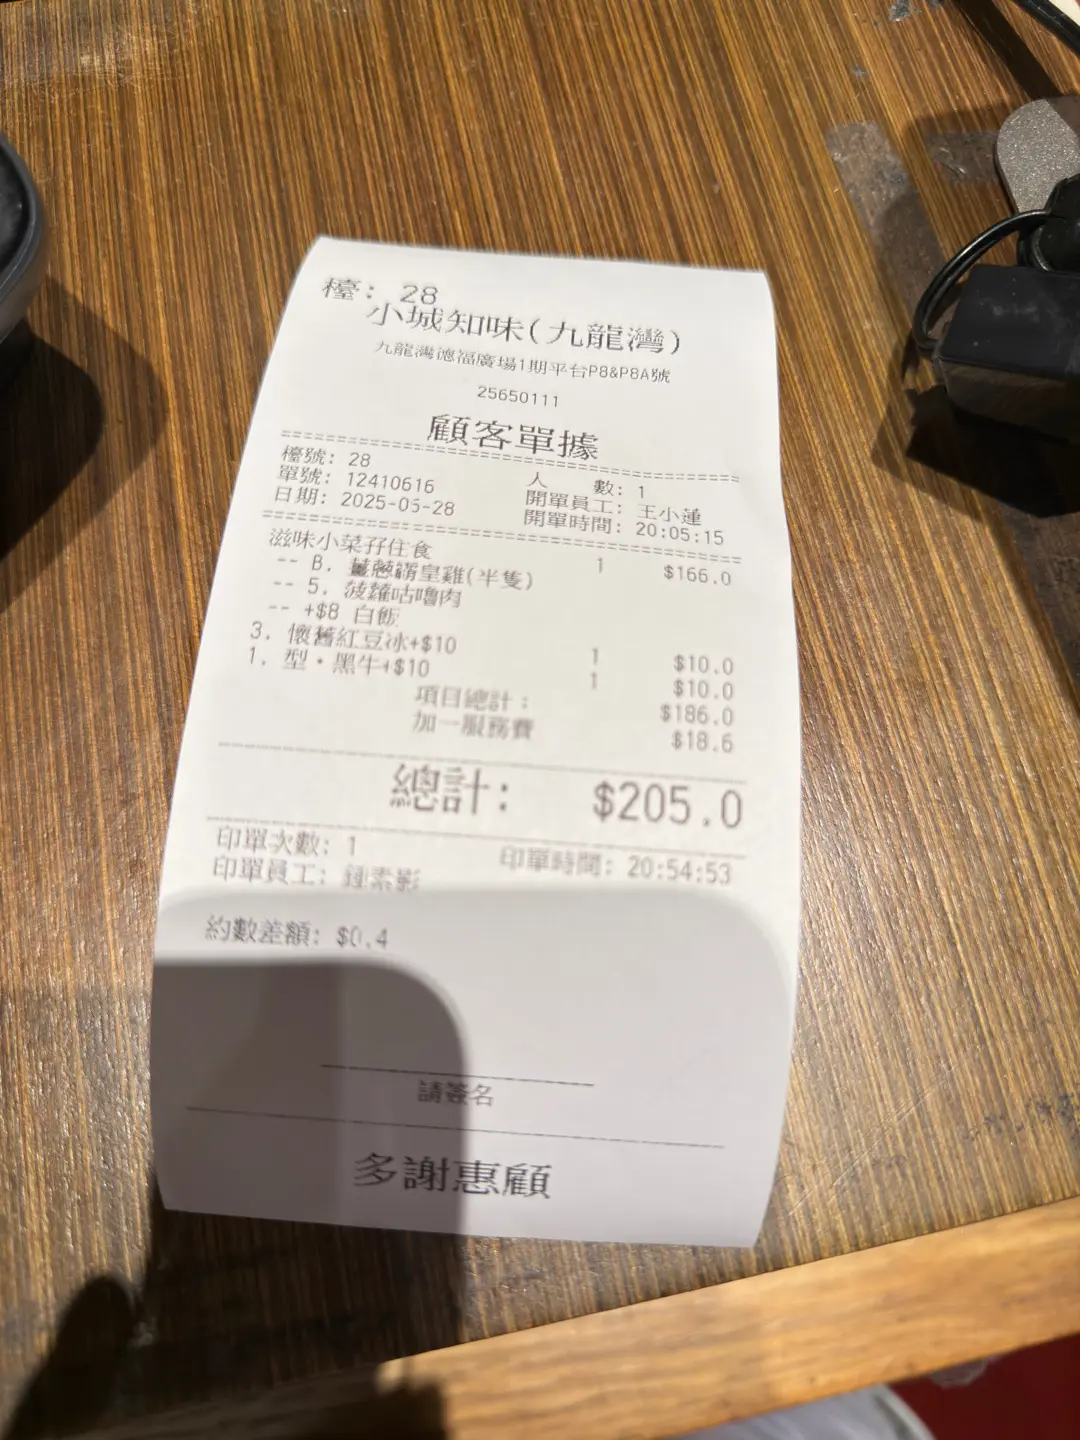 檯: 28
小城知味(九龍灣)
九龍灣德福廣場1期平台P8&P8A號
25650111
顧客單據
檯號: 28 人 數: 1
單號: 12410616 開單員工: 王小蓮
日期: 2025-05-28 開單時間: 20:05:15
滋味小菜孖住食 1 $166.0
-- B. 薑蔥霸皇雞(半隻)
-- 5. 菠蘿咕嚕肉
-- +$8 白飯
3. 懷舊紅豆冰+$10 1 $10.0
1. 型·黑牛+$10 1 $10.0
項目總計: $186.0
加一服務費 $18.6
總計: $205.0
印單次數: 1 印單時間: 20:54:53
印單員工: 鍾素影
約數差額: $0.4
請簽名
多謝惠顧